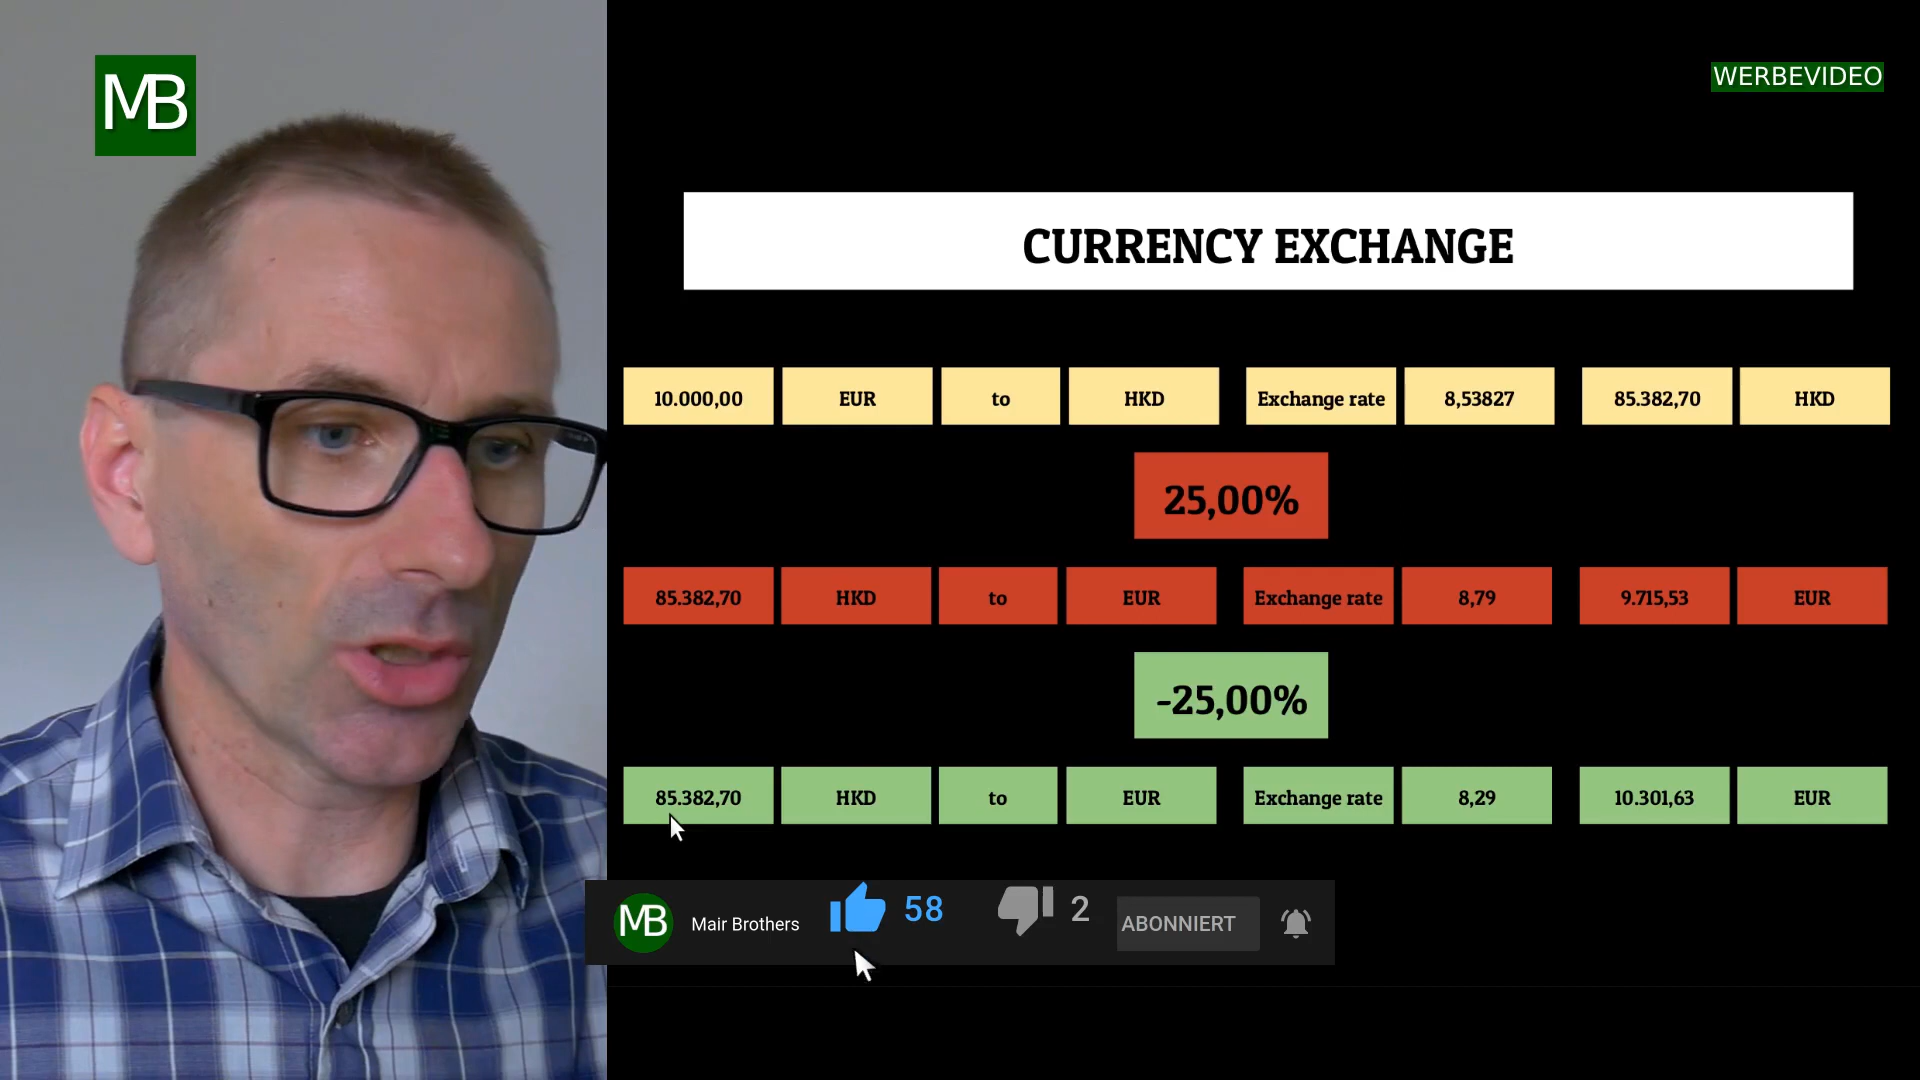 MB
WERBEVIDEO
CURRENCY EXCHANGE
10.000,00 EUR to HKD Exchange rate 8,53827 85.382,70 HKD
25,00%
85.382,70 HKD to EUR Exchange rate 8,79 9.715,53 EUR
-25,00%
85.382,70 HKD to EUR Exchange rate 8,29 10.301,63 EUR
MB Mair Brothers 58 2 ABONNIERT